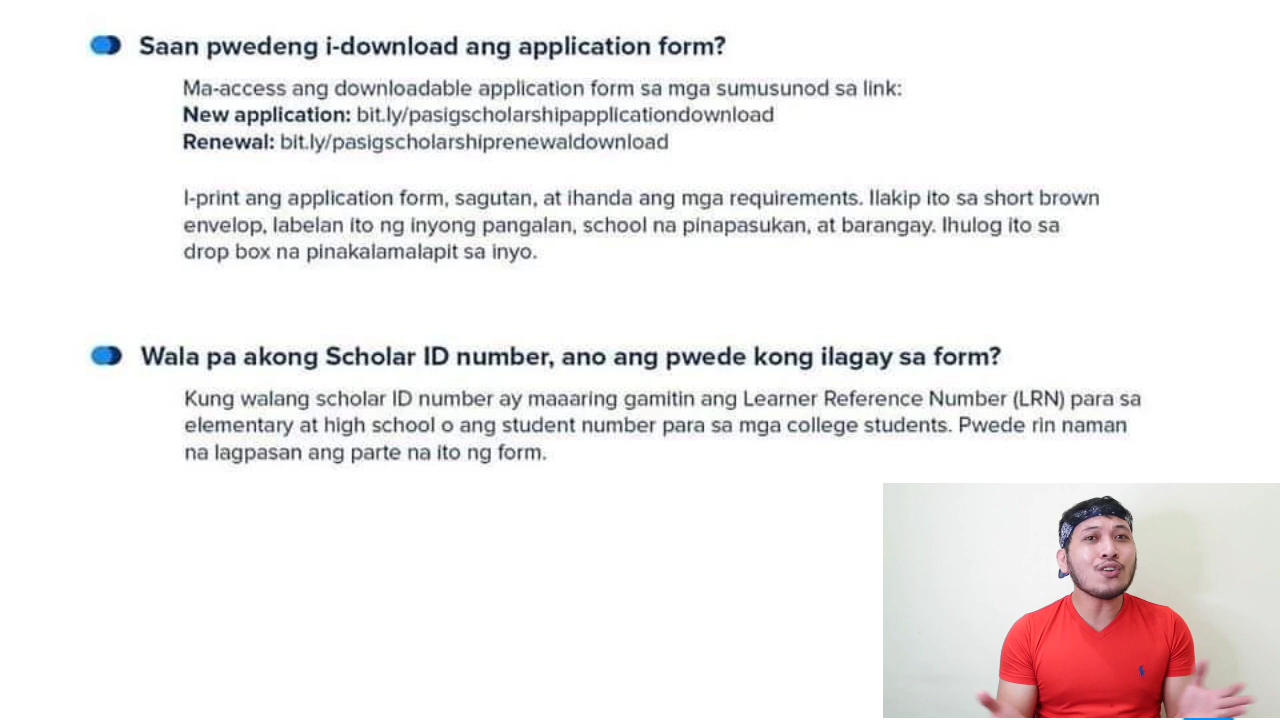 Saan pwedeng i-download ang application form?
Ma-access ang downloadable application form sa mga sumusunod sa link:
New application: bit.ly/pasigscholarshipapplicationdownload
Renewal: bit.ly/pasigscholarshiprenewaldownload
I-print ang application form, sagutan, at ihanda ang mga requirements. Ilakip ito sa short brown
envelop, labelan ito ng inyong pangalan, school na pinapasukan, at barangay. Ihulog ito sa
drop box na pinakalamalapit sa inyo.
Wala pa akong Scholar ID number, ano ang pwede kong ilagay sa form?
Kung walang scholar ID number ay maaaring gamitin ang Learner Reference Number (LRN) para sa
elementary at high school o ang student number para sa mga college students. Pwede rin naman
na lagpasan ang parte na ito ng form.